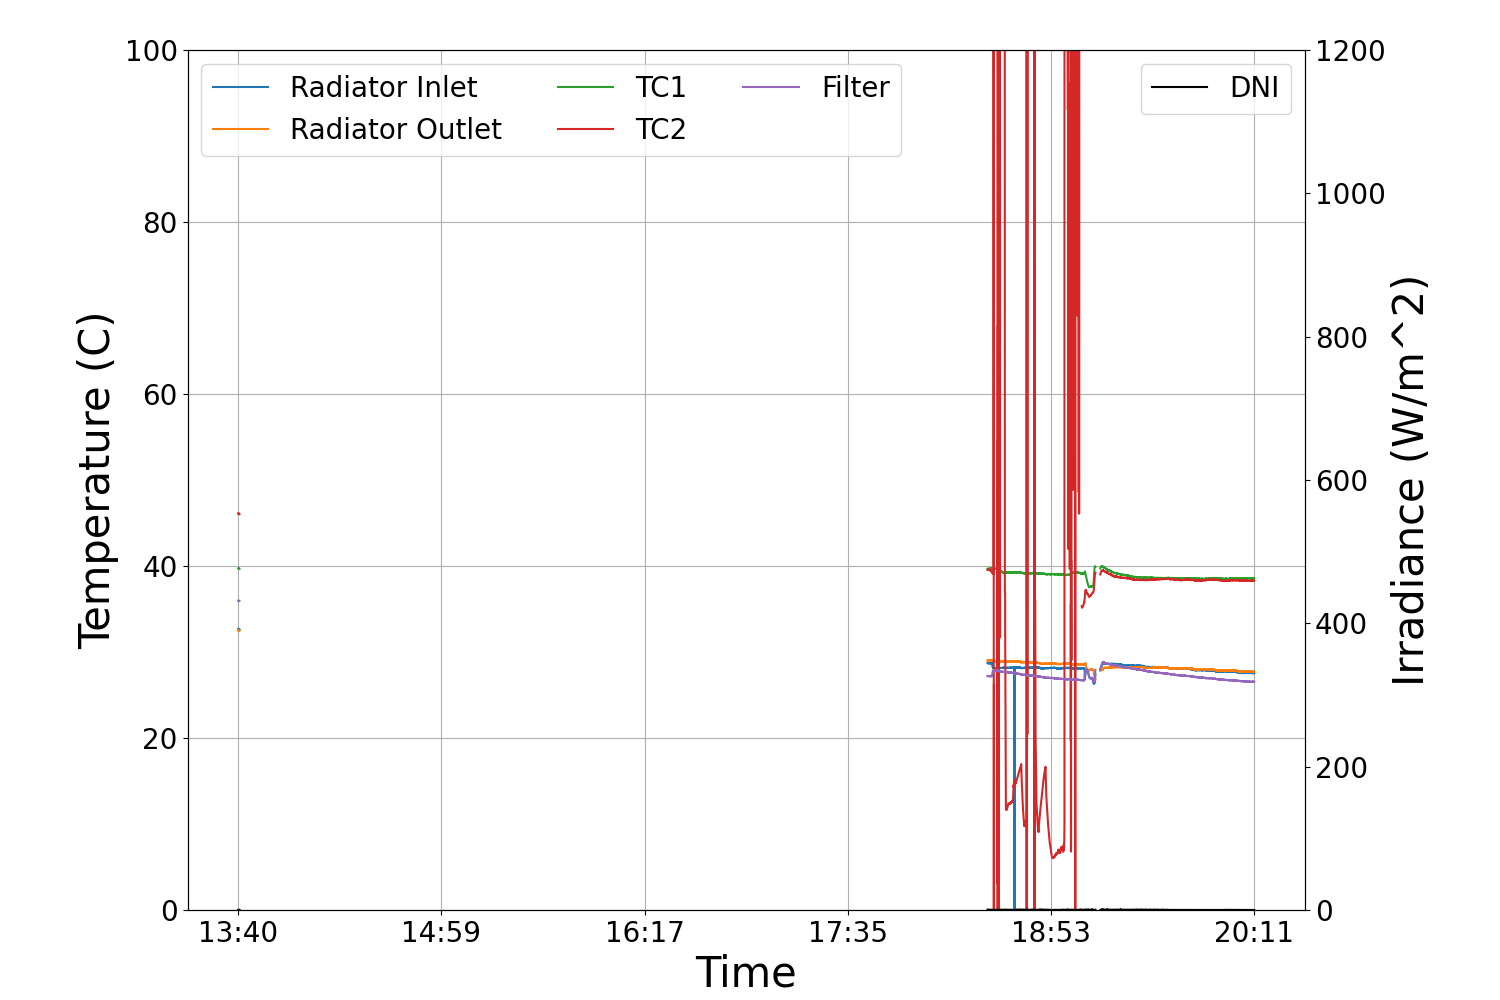 100
80
60
40
20
0
Temperature (C)
Radiator Inlet
Radiator Outlet
TC1
TC2
Filter
DNI
1200
1000
800
600
400
200
0
Irradiance (W/m^2)
13:40 14:59 16:17 17:35 18:53 20:11
Time